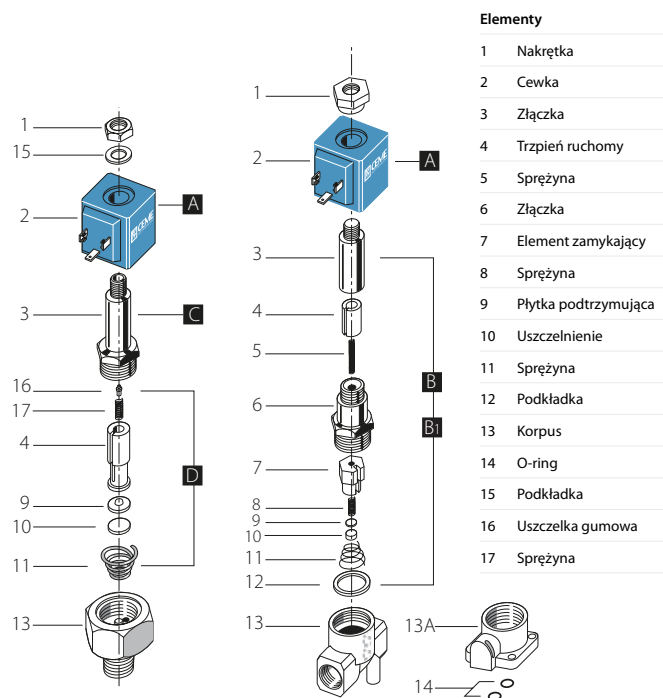 Elementy
1 Nakrętka
2 Cewka
3 Złączka
4 Trzpień ruchomy
5 Sprężyna
6 Złączka
7 Element zamykający
8 Sprężyna
9 Płytka podtrzymująca
10 Uszczelnienie
11 Sprężyna
12 Podkładka
13 Korpus
14 O-ring
15 Podkładka
16 Uszczelka gumowa
17 Sprężyna
1
15
2
A
CEME
3
C
16
17
4
D
9
10
11
13
1
2
A
CEME
3
4
5
B
6
B1
7
8
9
10
11
12
13
13A
14